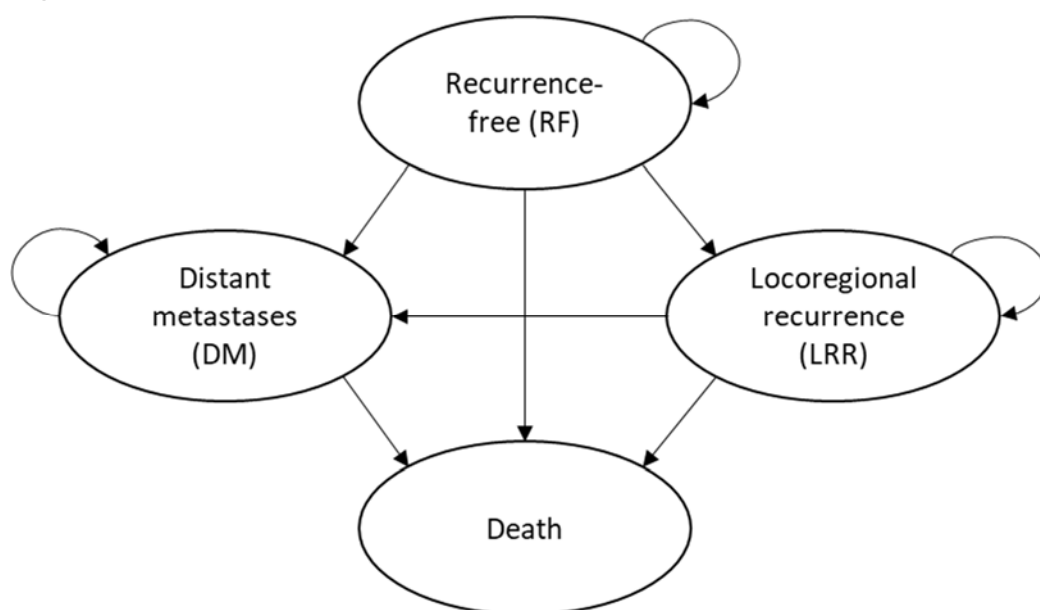 Recurrence-
free (RF)
Distant
metastases
(DM)
Locoregional
recurrence
(LRR)
Death